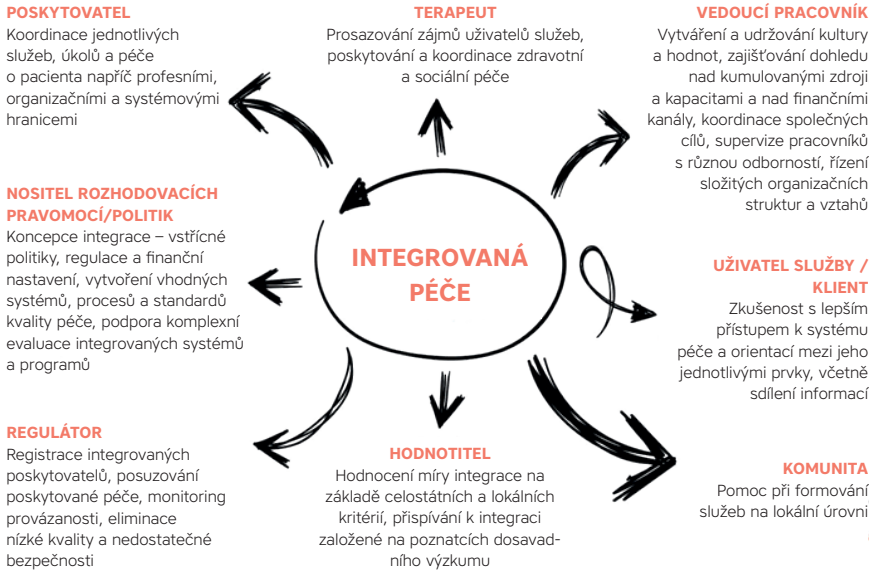 POSKYTOVATEL
Koordinace jednotlivých
služeb, úkolů a péče
o pacienta napříč profesními,
organizačními a systémovými
hranicemi
TERAPEUT
Prosazování zájmů uživatelů služeb,
poskytování a koordinace zdravotní
a sociální péče
VEDOUCÍ PRACOVNÍK
Vytváření a udržování kultury
a hodnot, zajišťování dohledu
nad kumulovanými zdroji
a kapacitami a nad finančními
kanály, koordinace společných
cílů, supervize pracovníků
s různou odborností, řízení
složitých organizačních
struktur a vztahů
NOSITEL ROZHODOVACÍCH
PRAVOMOCÍ/POLITIK
Koncepce integrace – vstřícné
politiky, regulace a finanční
nastavení, vytvoření vhodných
systémů, procesů a standardů
kvality péče, podpora komplexní
evaluace integrovaných systémů
a programů
INTEGROVANÁ
PÉČE
UŽIVATEL SLUŽBY /
KLIENT
Zkušenost s lepším
přístupem k systému
péče a orientací mezi jeho
jednotlivými prvky, včetně
sdílení informací
REGULÁTOR
Registrace integrovaných
poskytovatelů, posuzování
poskytované péče, monitoring
provázanosti, eliminace
nízké kvality a nedostatečné
bezpečnosti
HODNOTITEL
Hodnocení míry integrace na
základě celostátních a lokálních
kritérií, přispívání k integraci
založené na poznatcích dosavad-
ního výzkumu
KOMUNITA
Pomoc při formování
služeb na lokální úrovni